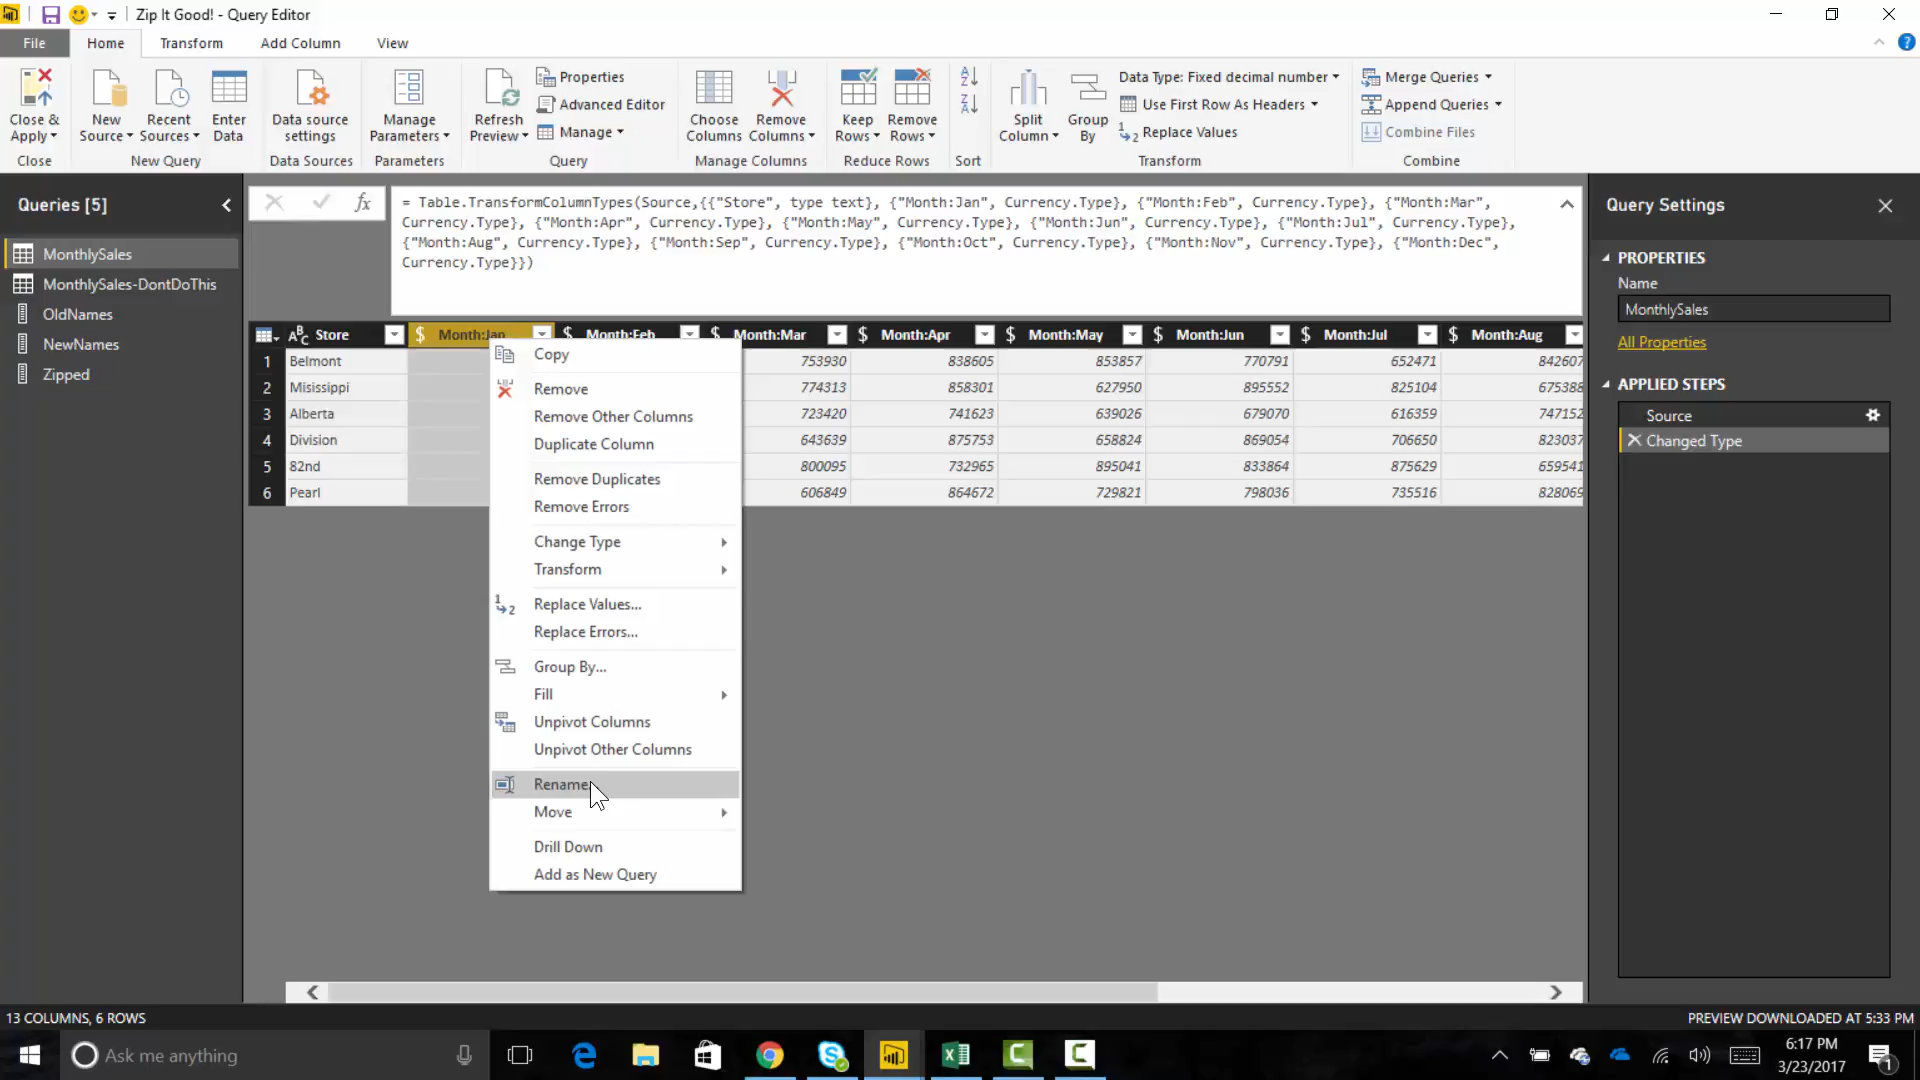 Zip It Good! - Query Editor
File
Home
Transform
Add Column
View
Close &
Apply
Close
New
Source
Recent
Sources
Enter
Data
New Query
Data source
settings
Data Sources
Manage
Parameters
Parameters
Refresh
Preview
Properties
Advanced Editor
Manage
Query
Choose
Columns
Remove
Columns
Manage Columns
Keep
Rows
Remove
Rows
Reduce Rows
Sort
Split
Column
Group
By
Data Type: Fixed decimal number
Use First Row As Headers
Replace Values
Transform
Merge Queries
Append Queries
Combine Files
Combine
Queries [5]
MonthlySales
MonthlySales-DontDoThis
OldNames
NewNames
Zipped
fx
= Table.TransformColumnTypes(Source,{{"Store", type text}, {"Month:Jan", Currency.Type}, {"Month:Feb", Currency.Type}, {"Month:Mar",
Currency.Type}, {"Month:Apr", Currency.Type}, {"Month:May", Currency.Type}, {"Month:Jun", Currency.Type}, {"Month:Jul", Currency.Type},
{"Month:Aug", Currency.Type}, {"Month:Sep", Currency.Type}, {"Month:Oct", Currency.Type}, {"Month:Nov", Currency.Type}, {"Month:Dec",
Currency.Type}})
ABC Store $ Month:Jan $ Month:Feb $ Month:Mar $ Month:Apr $ Month:May $ Month:Jun $ Month:Jul $ Month:Aug
1 Belmont 753930 838605 853857 770791 652471 842607
2 Misissippi 774313 858301 627950 895552 825104 675388
3 Alberta 723420 741623 639026 679070 616359 747152
4 Division 643639 875753 658824 869054 706650 823037
5 82nd 800095 732965 895041 833864 875629 659541
6 Pearl 606849 864672 729821 798036 735516 828069
Copy
Remove
Remove Other Columns
Duplicate Column
Remove Duplicates
Remove Errors
Change Type
Transform
Replace Values...
Replace Errors...
Group By...
Fill
Unpivot Columns
Unpivot Other Columns
Rename
Move
Drill Down
Add as New Query
Query Settings
PROPERTIES
Name
MonthlySales
All Properties
APPLIED STEPS
Source
Changed Type
13 COLUMNS, 6 ROWS
PREVIEW DOWNLOADED AT 5:33 PM
Ask me anything
6:17 PM
3/23/2017
1